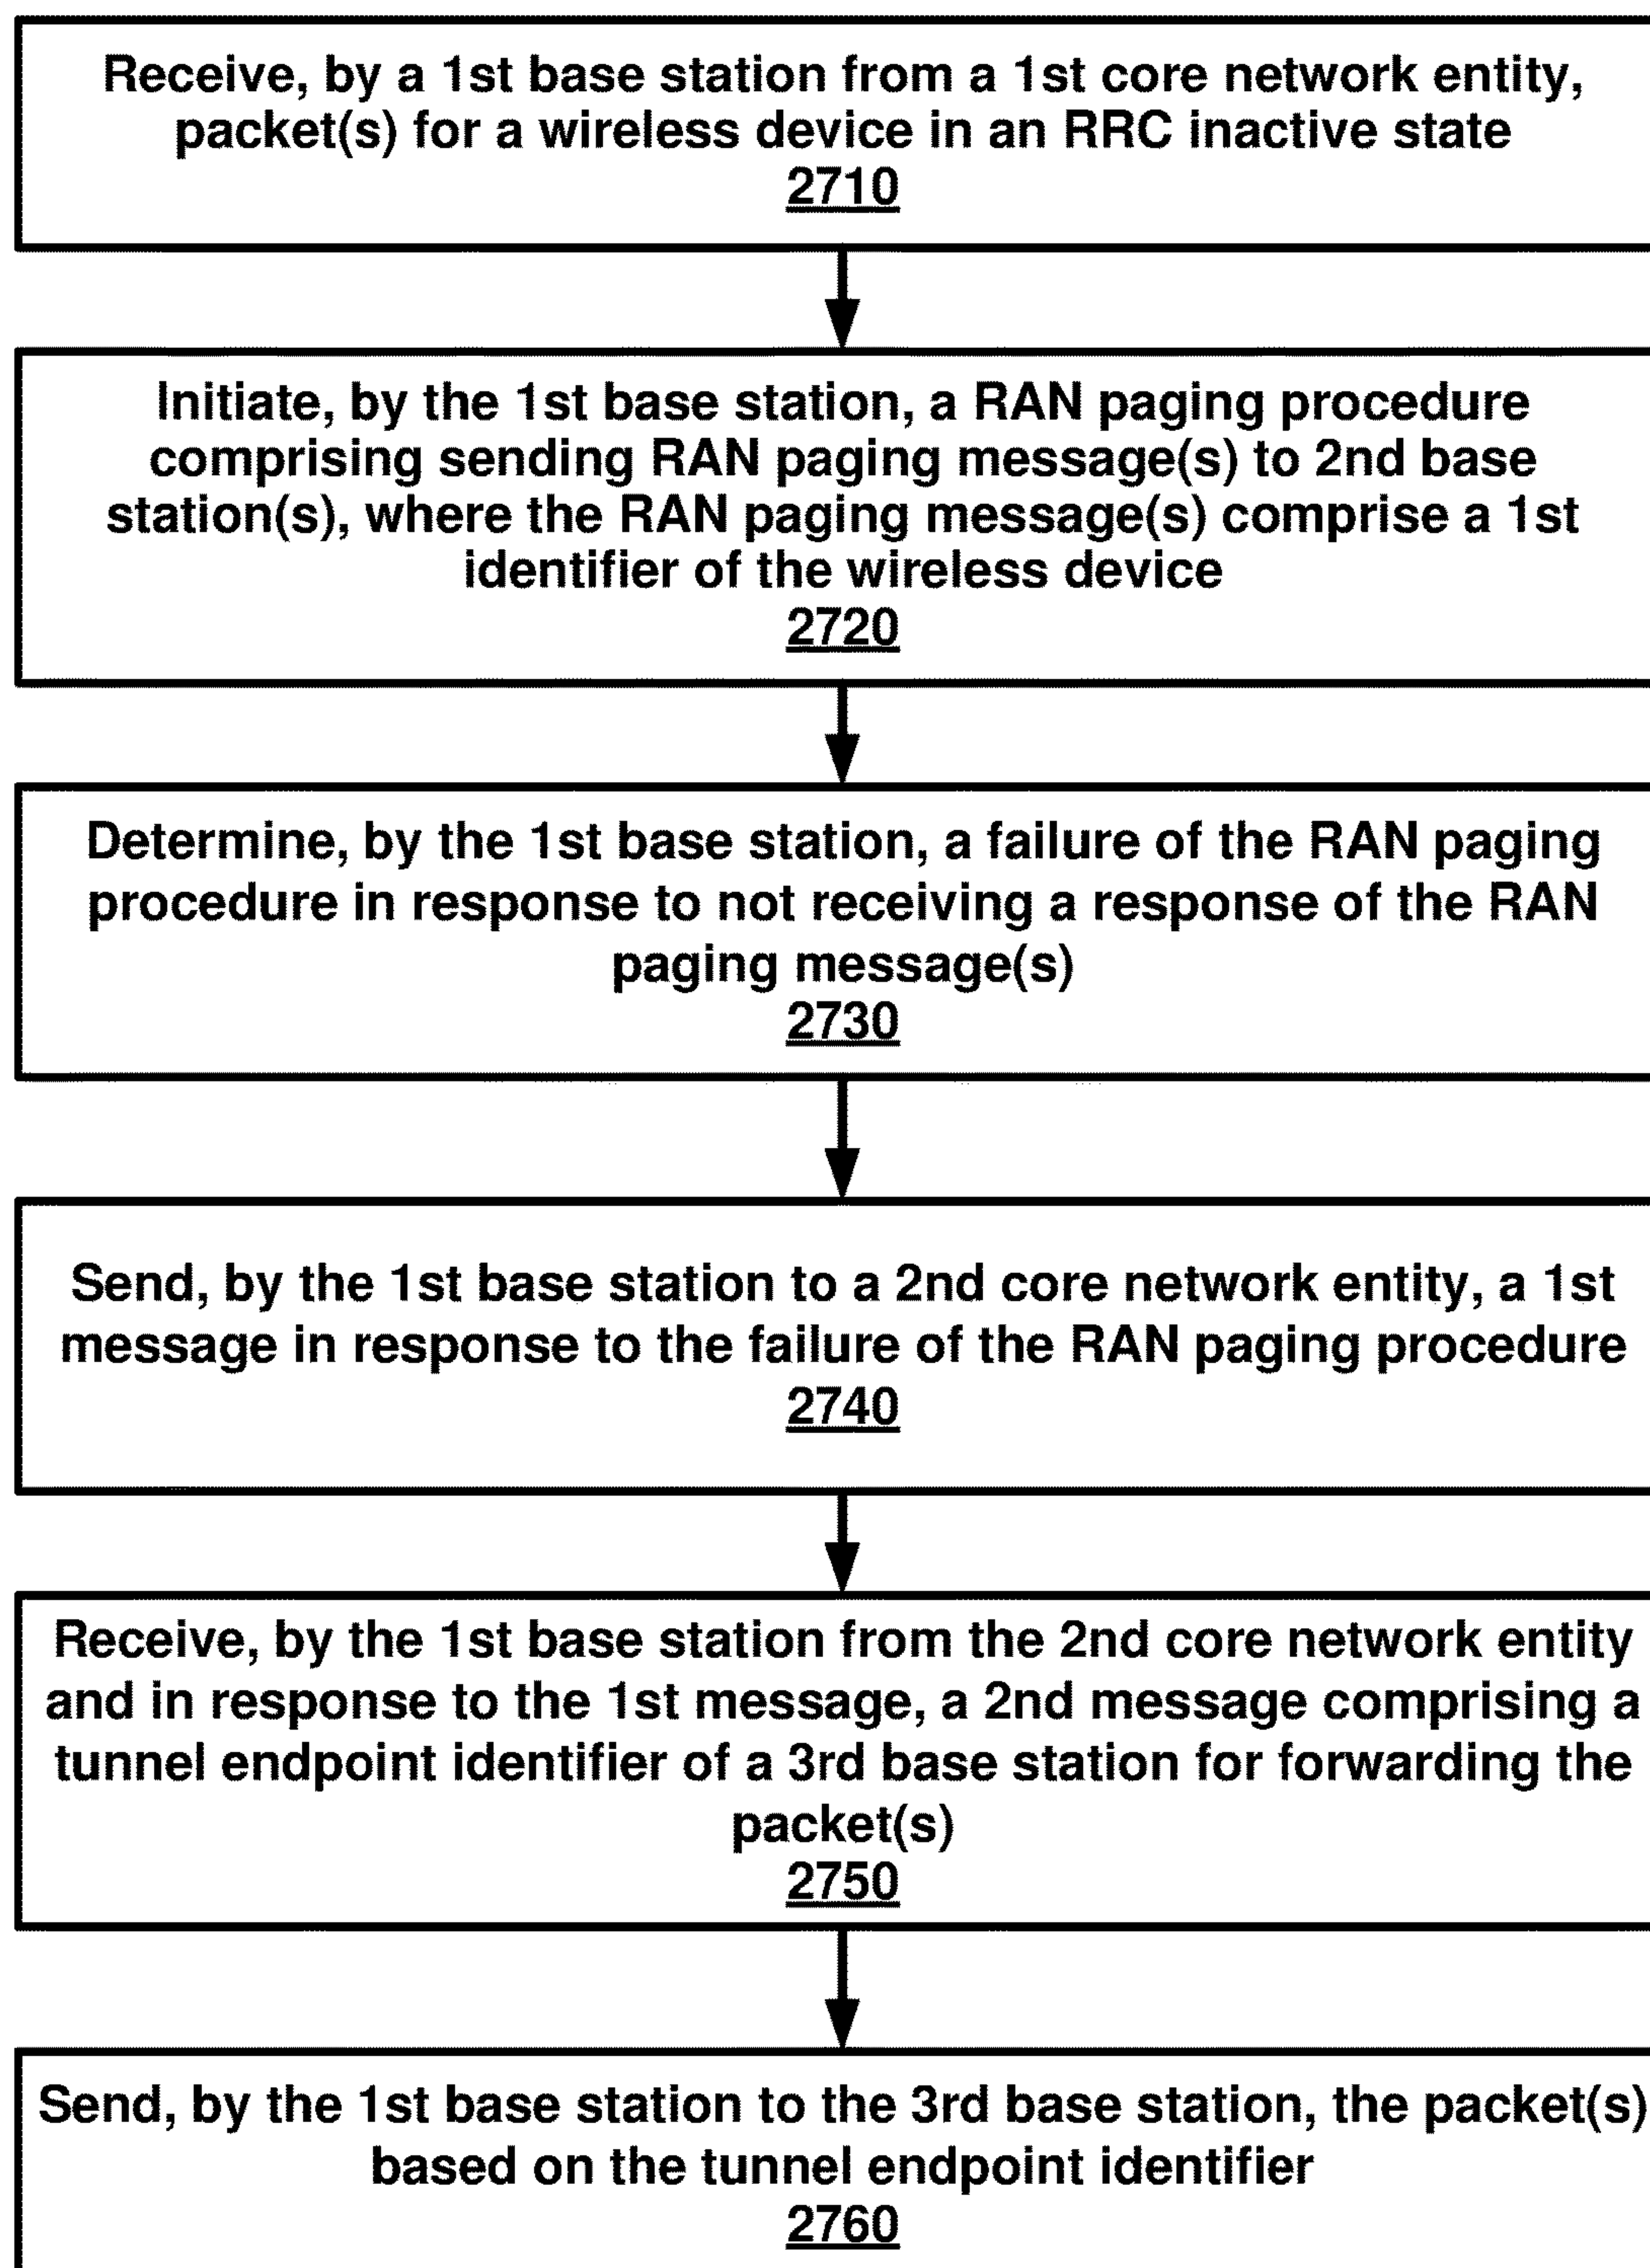 Receive, by a 1st base station from a 1st core network entity,
packet(s) for a wireless device in an RRC inactive state
2710
Initiate, by the 1st base station, a RAN paging procedure
comprising sending RAN paging message(s) to 2nd base
station(s), where the RAN paging message(s) comprise a 1st
identifier of the wireless device
2720
Determine, by the 1st base station, a failure of the RAN paging
procedure in response to not receiving a response of the RAN
paging message(s)
2730
Send, by the 1st base station to a 2nd core network entity, a 1st
message in response to the failure of the RAN paging procedure
2740
Receive, by the 1st base station from the 2nd core network entity
and in response to the 1st message, a 2nd message comprising a
tunnel endpoint identifier of a 3rd base station for forwarding the
packet(s)
2750
Send, by the 1st base station to the 3rd base station, the packet(s)
based on the tunnel endpoint identifier
2760